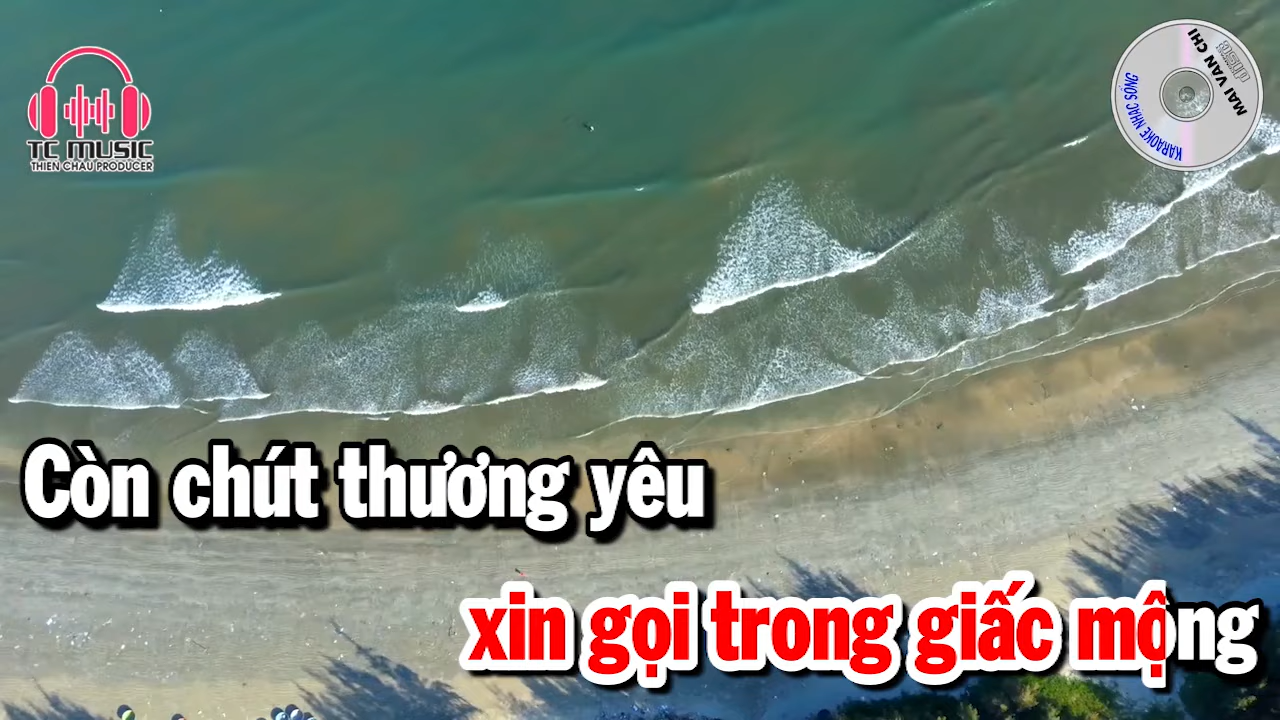 TC MUSIC
THIEN CHAU PRODUCER
MAI VAN CHI
disc
KARAOKE NHAC SONG
Còn chút thương yêu
xin gọi trong giấc mộng